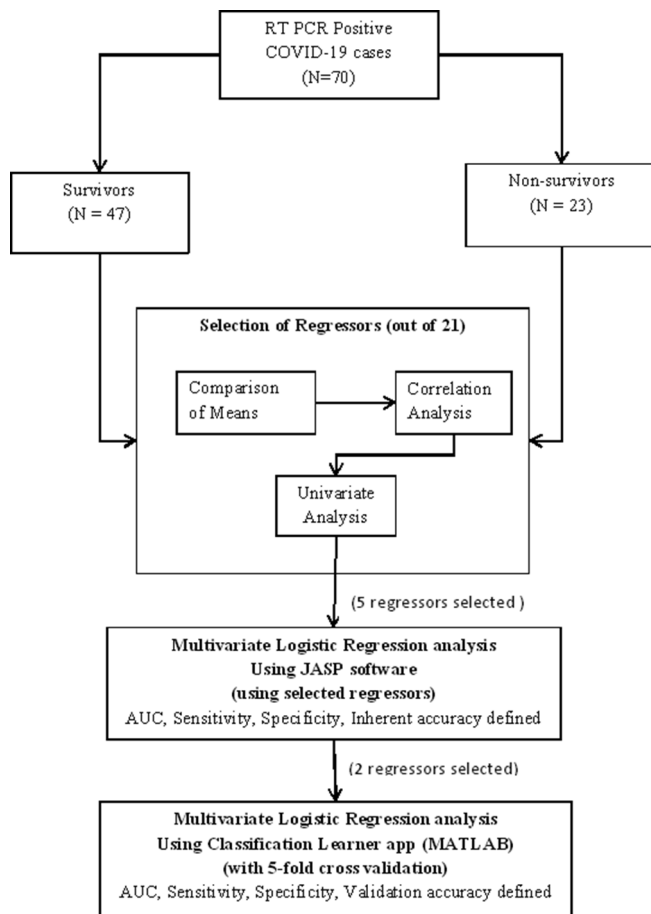 RT PCR Positive
COVID-19 cases
(N=70)
Survivors
(N = 47)
Non-survivors
(N = 23)
Selection of Regressors (out of 21)
Comparison
of Means
Correlation
Analysis
Univariate
Analysis
(5 regressors selected )
Multivariate Logistic Regression analysis
Using JASP software
(using selected regressors)
AUC, Sensitivity, Specificity, Inherent accuracy defined
(2 regressors selected)
Multivariate Logistic Regression analysis
Using Classification Learner app (MATLAB)
(with 5-fold cross validation)
AUC, Sensitivity, Specificity, Validation accuracy defined